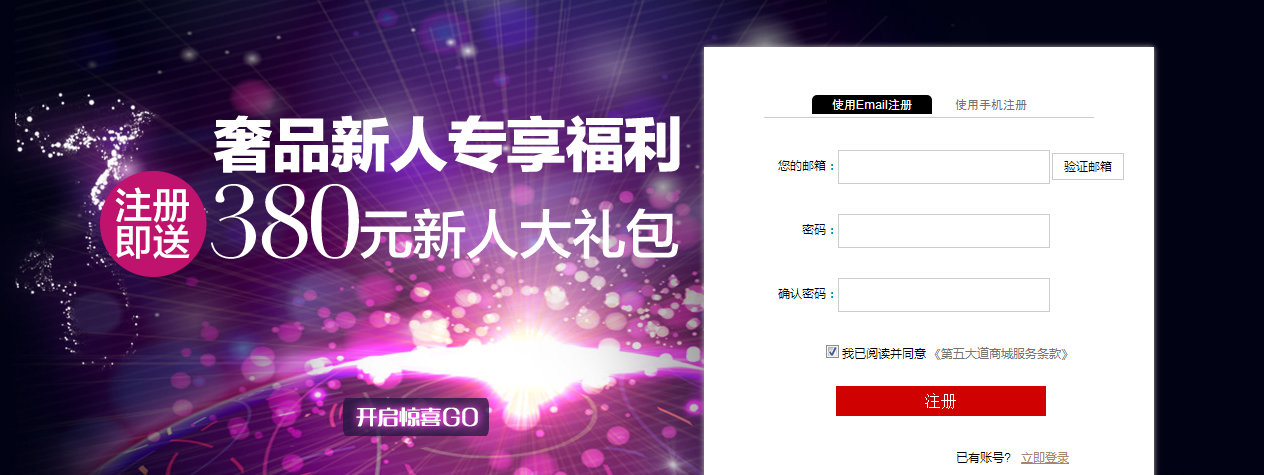 奢品新人专享福利
注册
即送
380元新人大礼包
开启惊喜GO
使用Email注册
使用手机注册
您的邮箱：
验证邮箱
密码：
确认密码：
我已阅读并同意《第五大道商城服务条款》
注册
已有账号? 立即登录